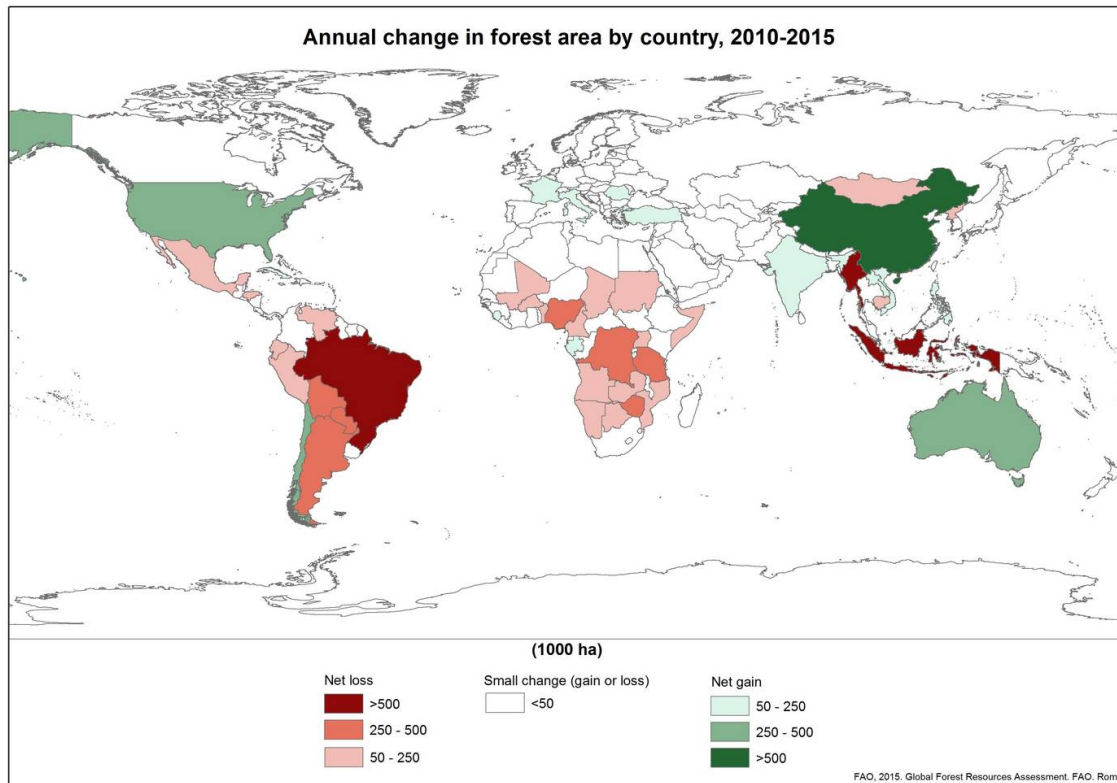 Annual change in forest area by country, 2010-2015
(1000 ha)
Net loss
>500
250 - 500
50 - 250
Small change (gain or loss)
<50
Net gain
50 - 250
250 - 500
>500
FAO, 2015. Global Forest Resources Assessment. FAO. Rom